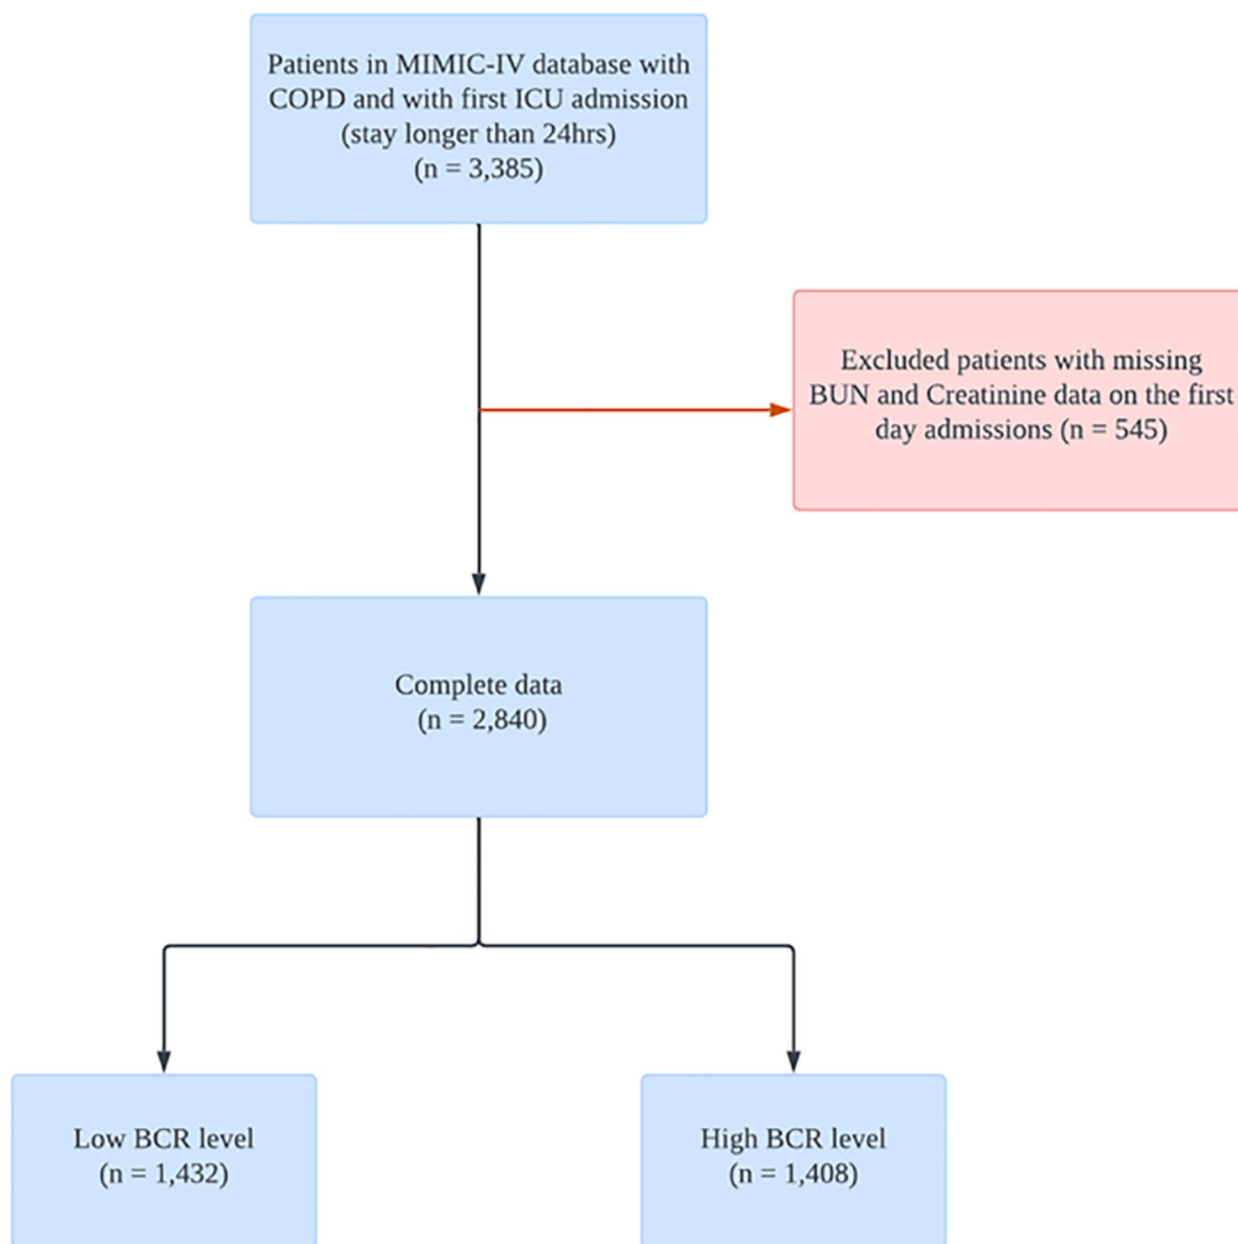 Patients in MIMIC-IV database with
COPD and with first ICU admission
(stay longer than 24hrs)
(n = 3,385)
Excluded patients with missing
BUN and Creatinine data on the first
day admissions (n = 545)
Complete data
(n = 2,840)
Low BCR level
(n = 1,432)
High BCR level
(n = 1,408)